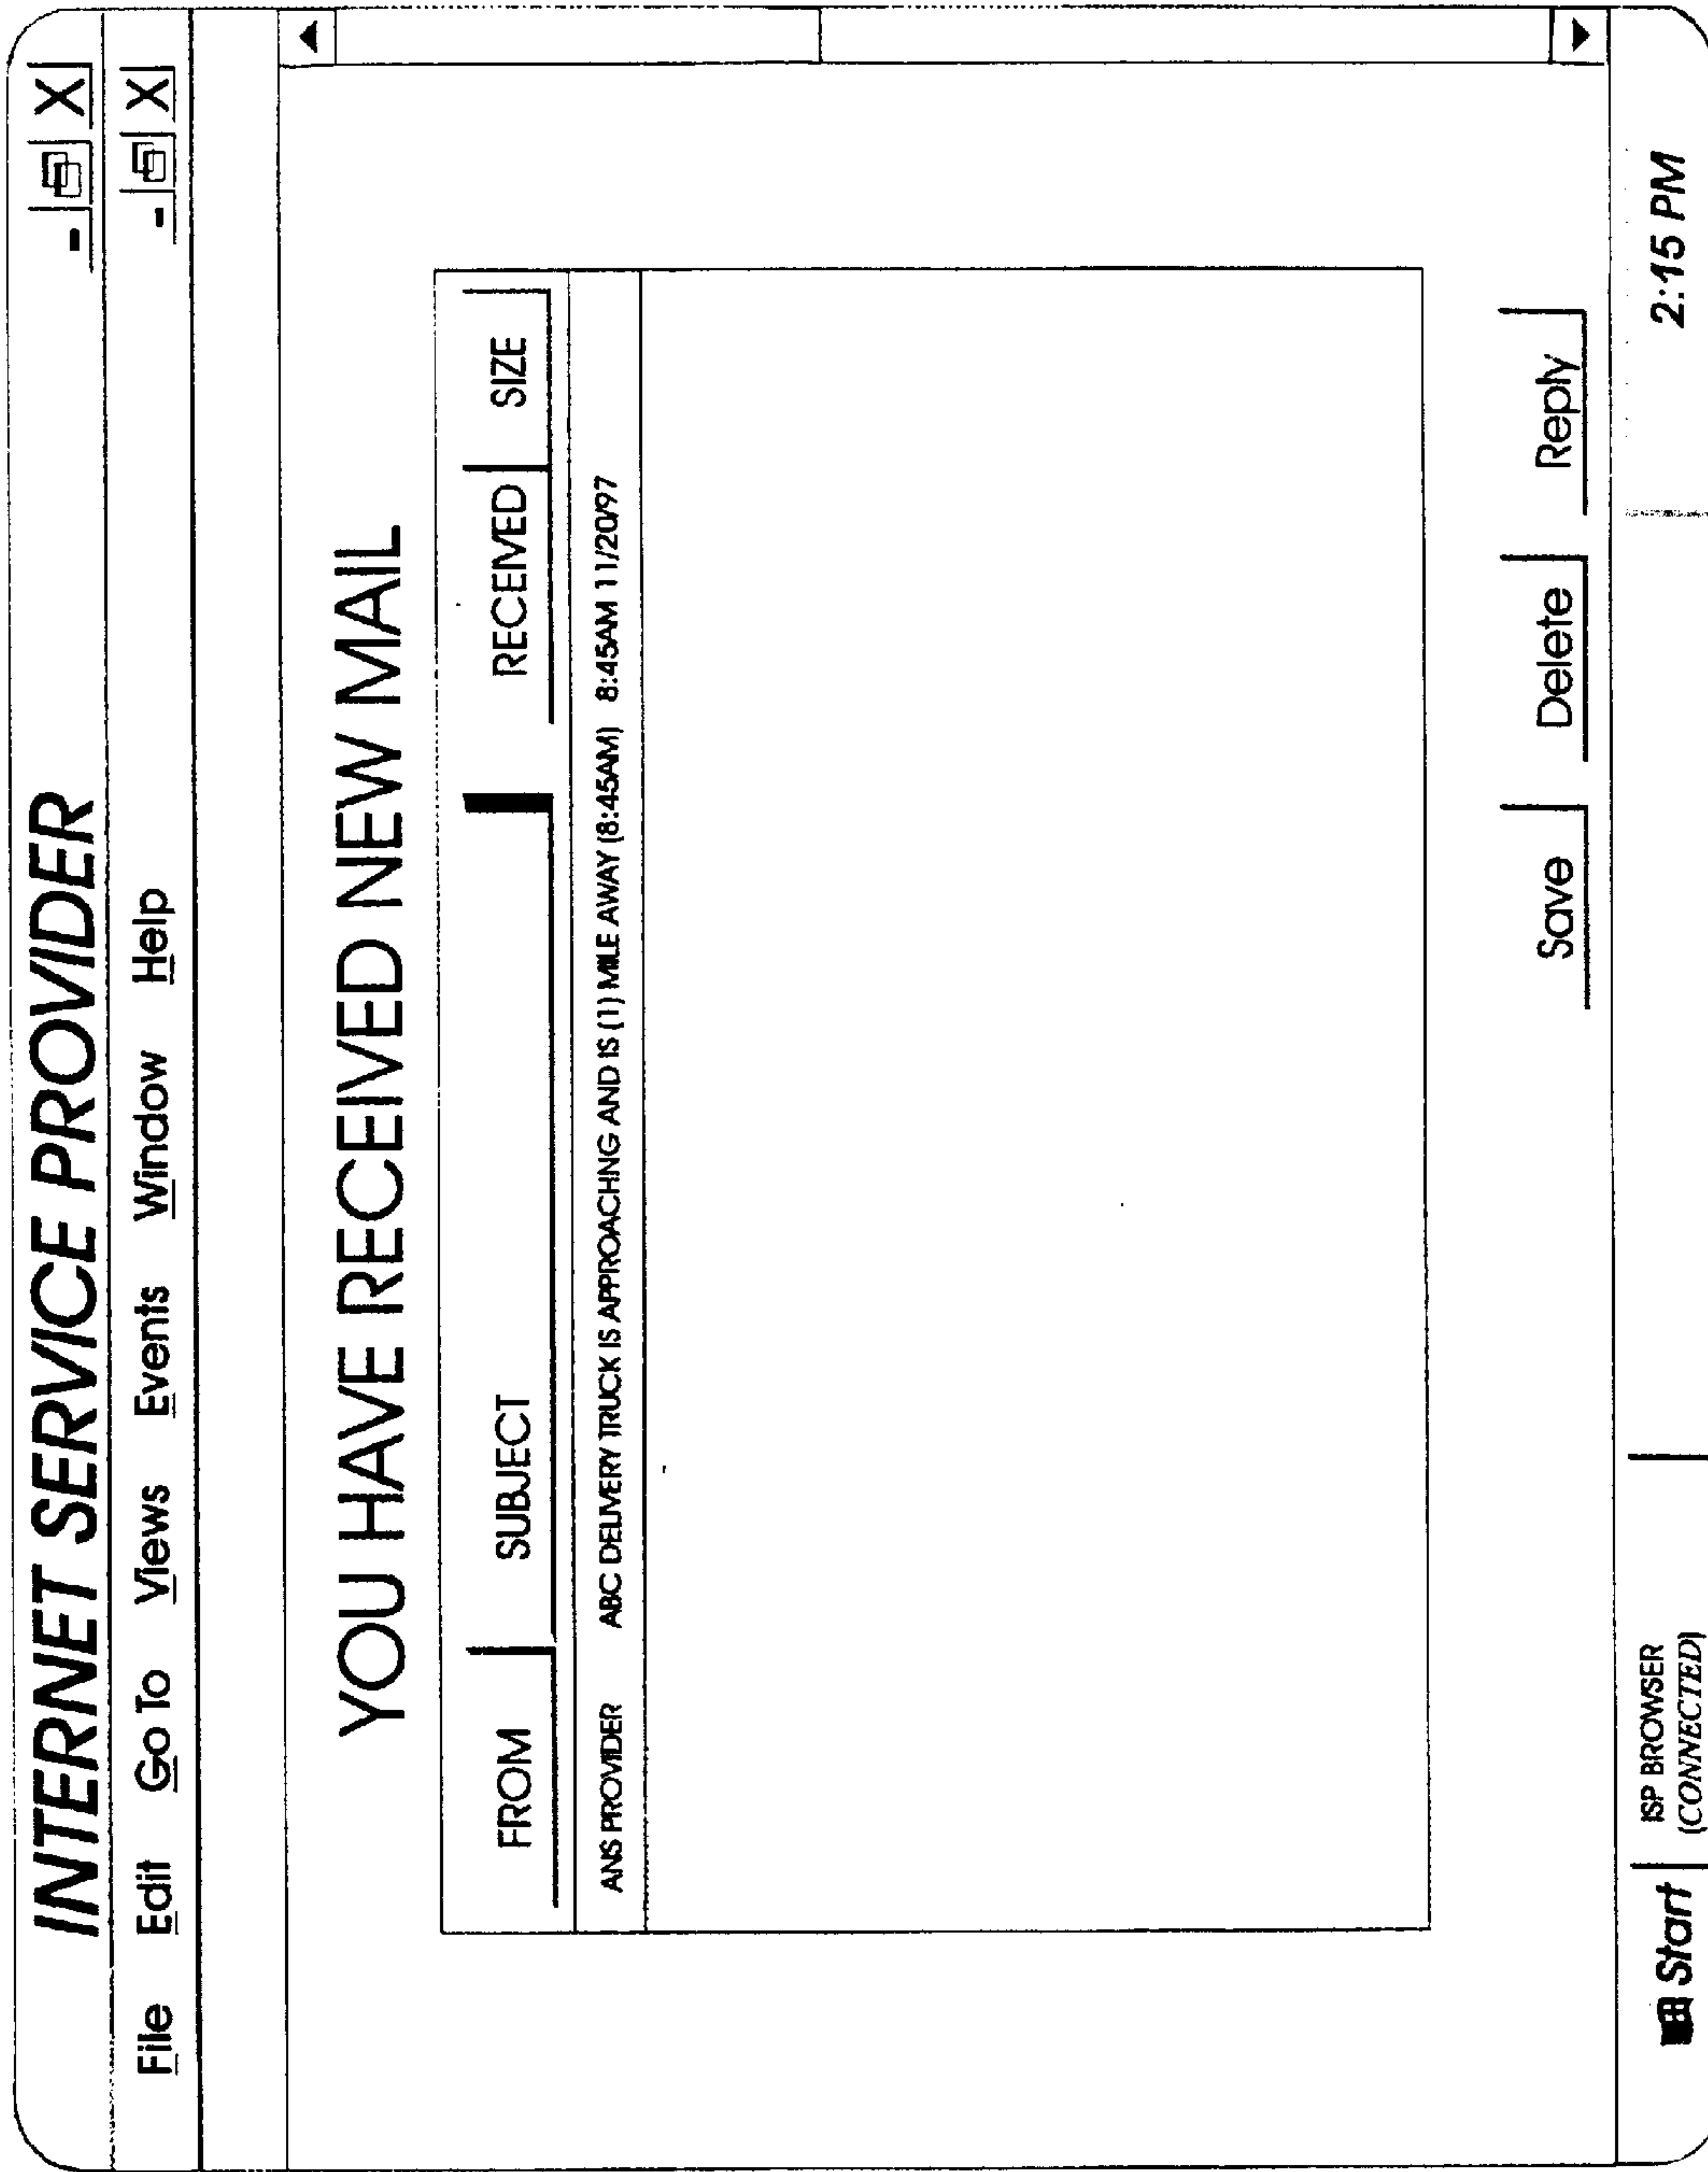 INTERNET SERVICE PROVIDER - X
File Edit Go To Views Events Window Help - X
YOU HAVE RECEIVED NEW MAIL
FROM SUBJECT RECEIVED SIZE
ANS PROVIDER ABC DELIVERY TRUCK IS APPROACHING AND IS (1) MILE AWAY (8:45AM) 8:45AM 11/20/97
Save Delete Reply
Start ISP BROWSER 2:15 PM
(CONNECTED)